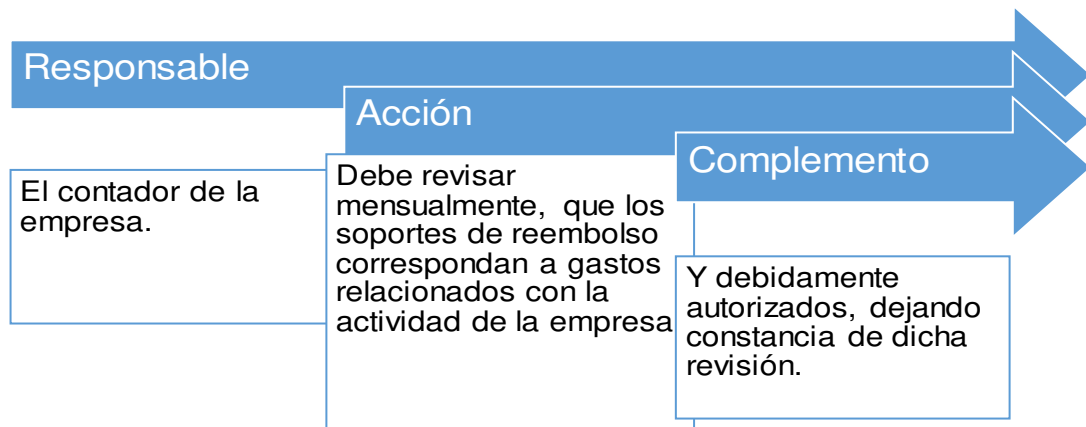 Responsable
El contador de la
empresa.
Acción
Debe revisar
mensualmente, que los
soportes de reembolso
correspondan a gastos
relacionados con la
actividad de la empresa
Complemento
Y debidamente
autorizados, dejando
constancia de dicha
revisión.